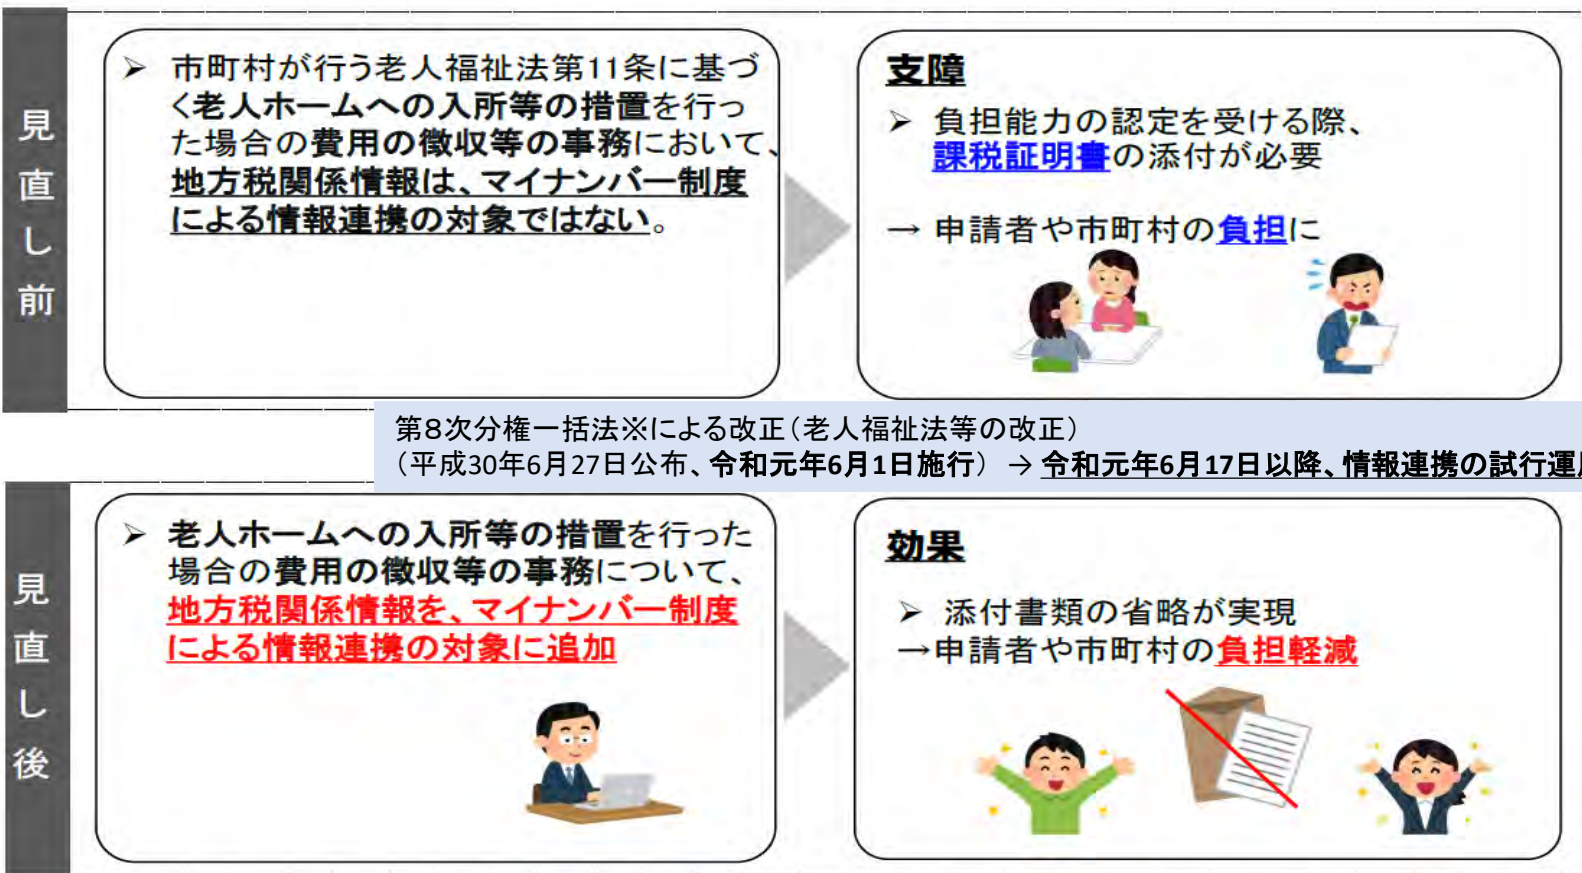 見直し前
➢ 市町村が行う老人福祉法第11条に基づ
く老人ホームへの入所等の措置を行っ
た場合の費用の徴収等の事務において、
地方税関係情報は、マイナンバー制度
による情報連携の対象ではない。
支障
➢ 負担能力の認定を受ける際、
課税証明書の添付が必要
→ 申請者や市町村の負担に
第8次分権一括法※による改正（老人福祉法等の改正）
（平成30年6月27日公布、令和元年6月1日施行） → 令和元年6月17日以降、情報連携の試行運
見直し後
➢ 老人ホームへの入所等の措置を行った
場合の費用の徴収等の事務について、
地方税関係情報を、マイナンバー制度
による情報連携の対象に追加
効果
➢ 添付書類の省略が実現
→申請者や市町村の負担軽減